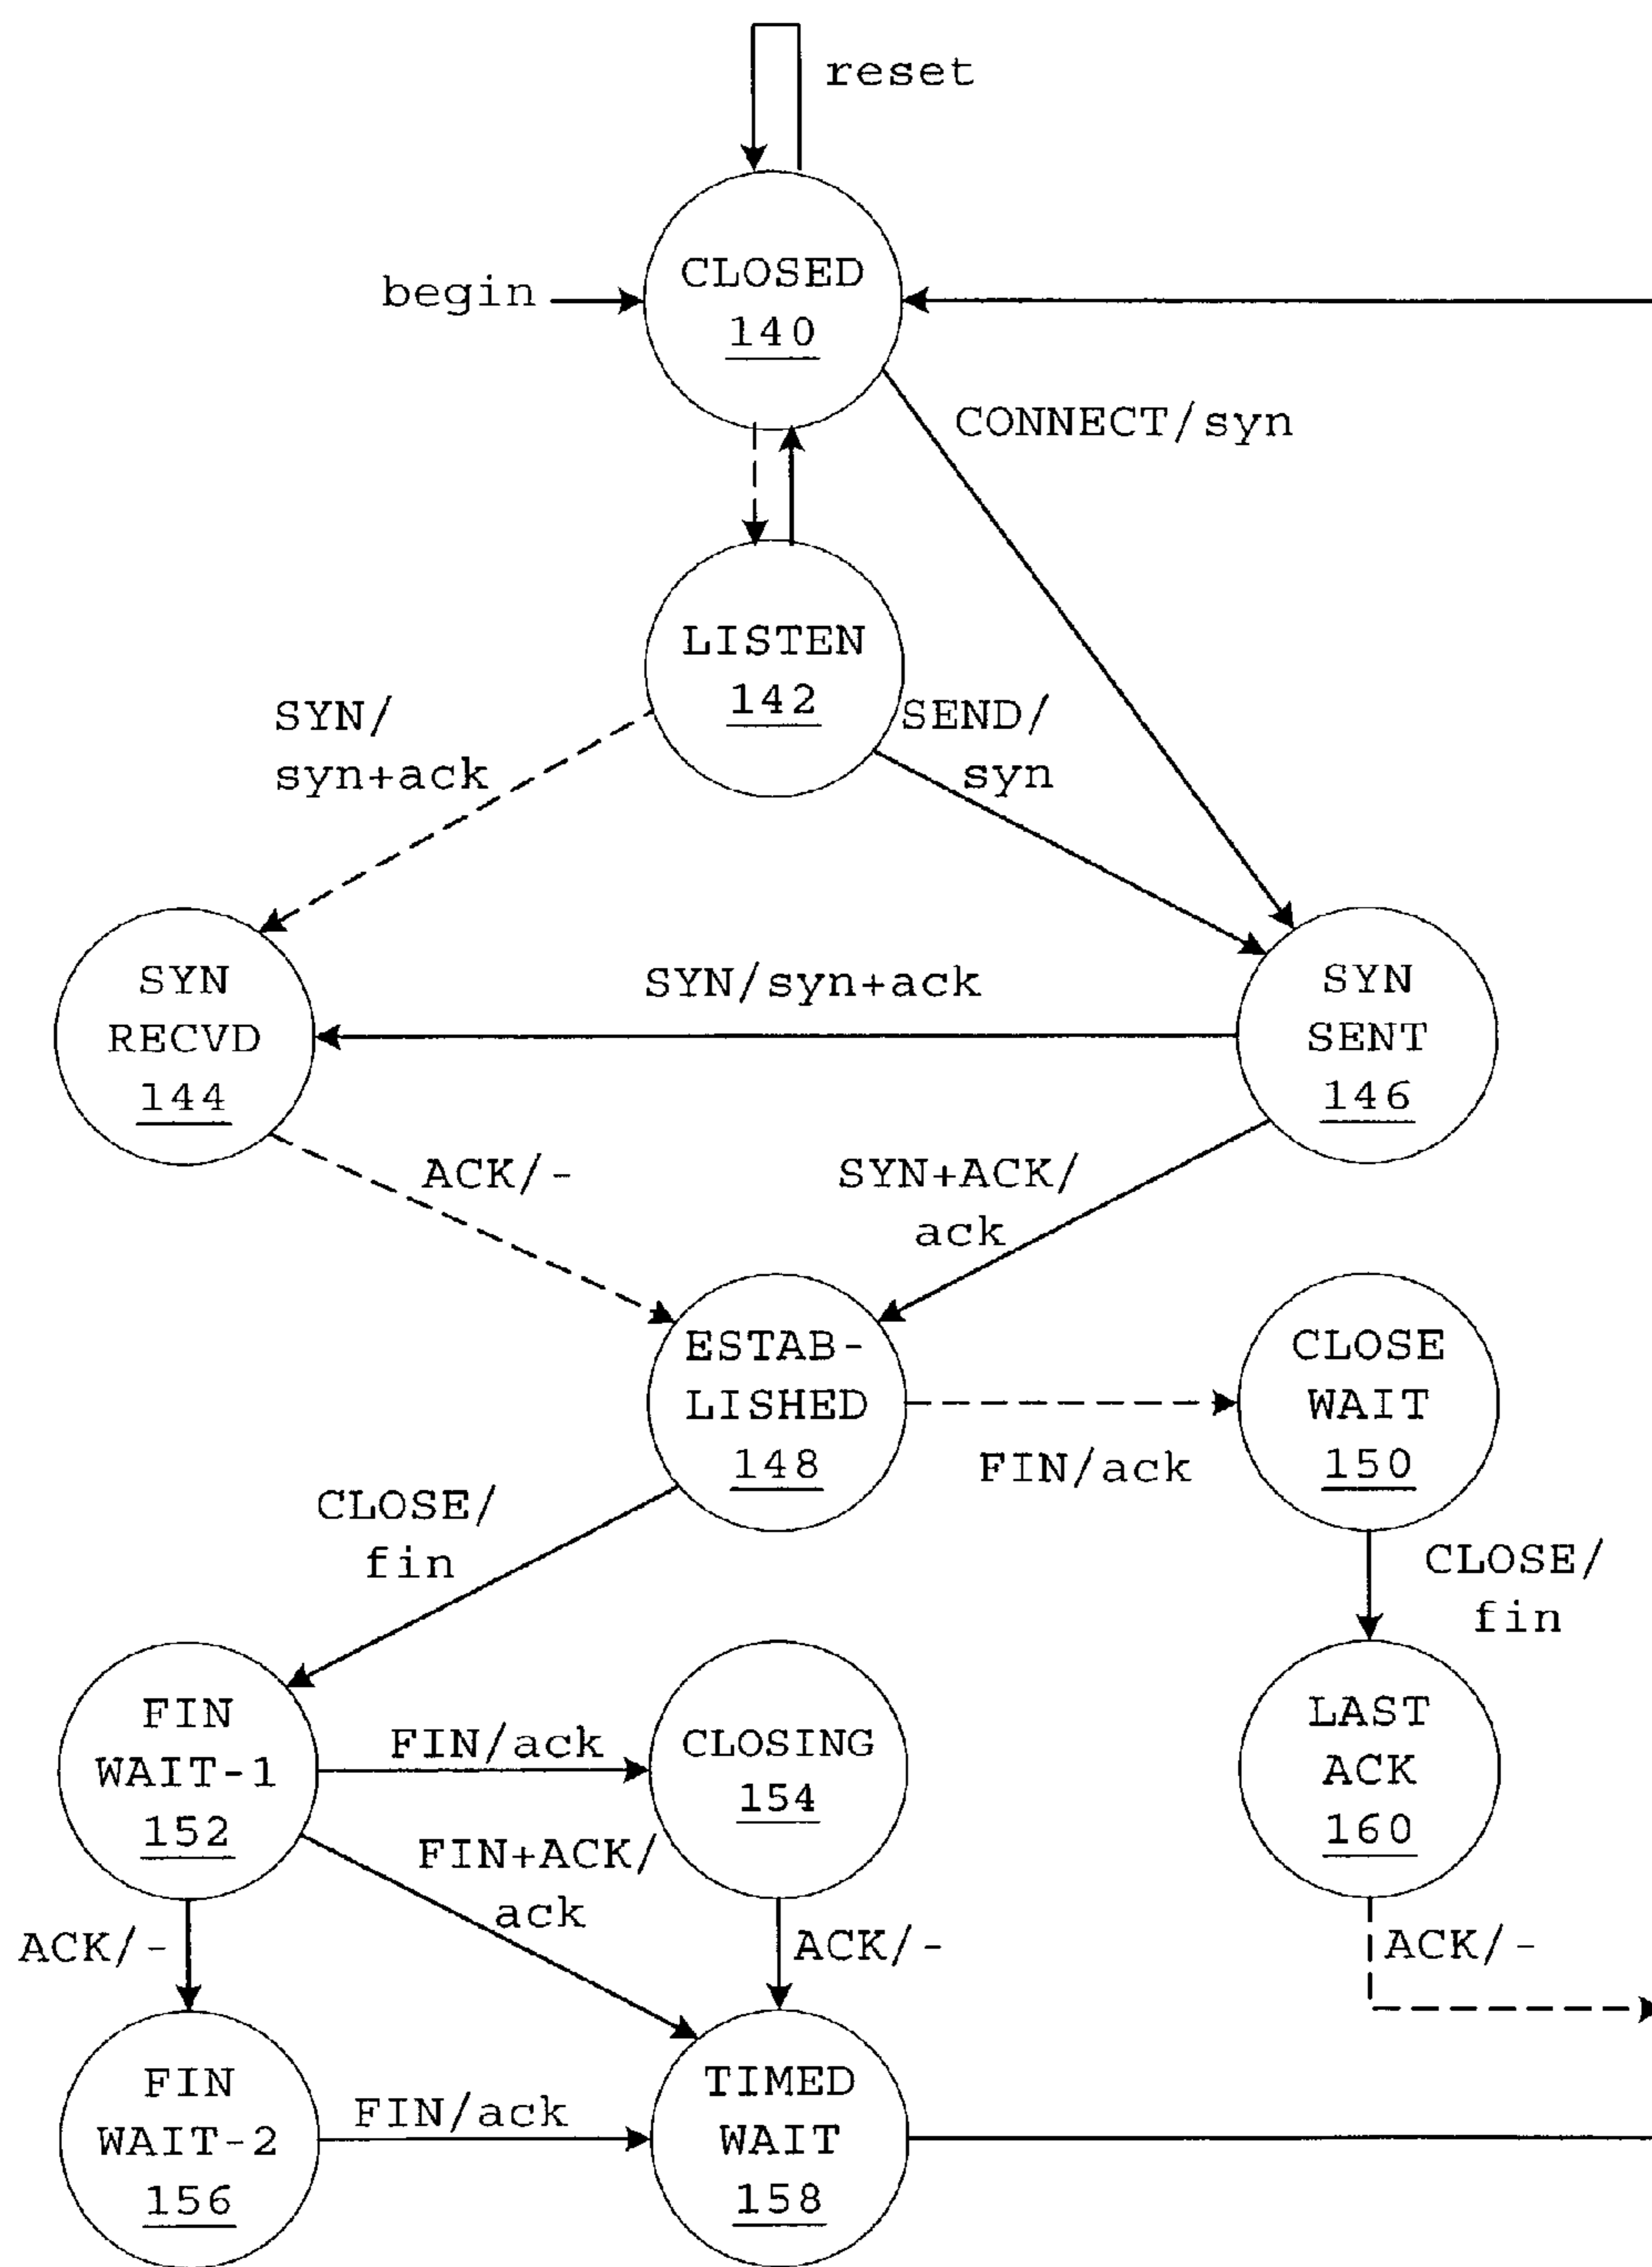 reset
begin
CLOSED
140
CONNECT/syn
LISTEN
142
SYN/
syn+ack
SEND/
syn
SYN
RECVD
144
SYN/syn+ack
SYN
SENT
146
ACK/-
SYN+ACK/
ack
ESTAB-
LISHED
148
FIN/ack
CLOSE
WAIT
150
CLOSE/
fin
CLOSE/
fin
FIN
WAIT-1
152
FIN/ack
CLOSING
154
LAST
ACK
160
FIN+ACK/
ack
ACK/-
ACK/-
ACK/-
FIN
WAIT-2
156
FIN/ack
TIMED
WAIT
158